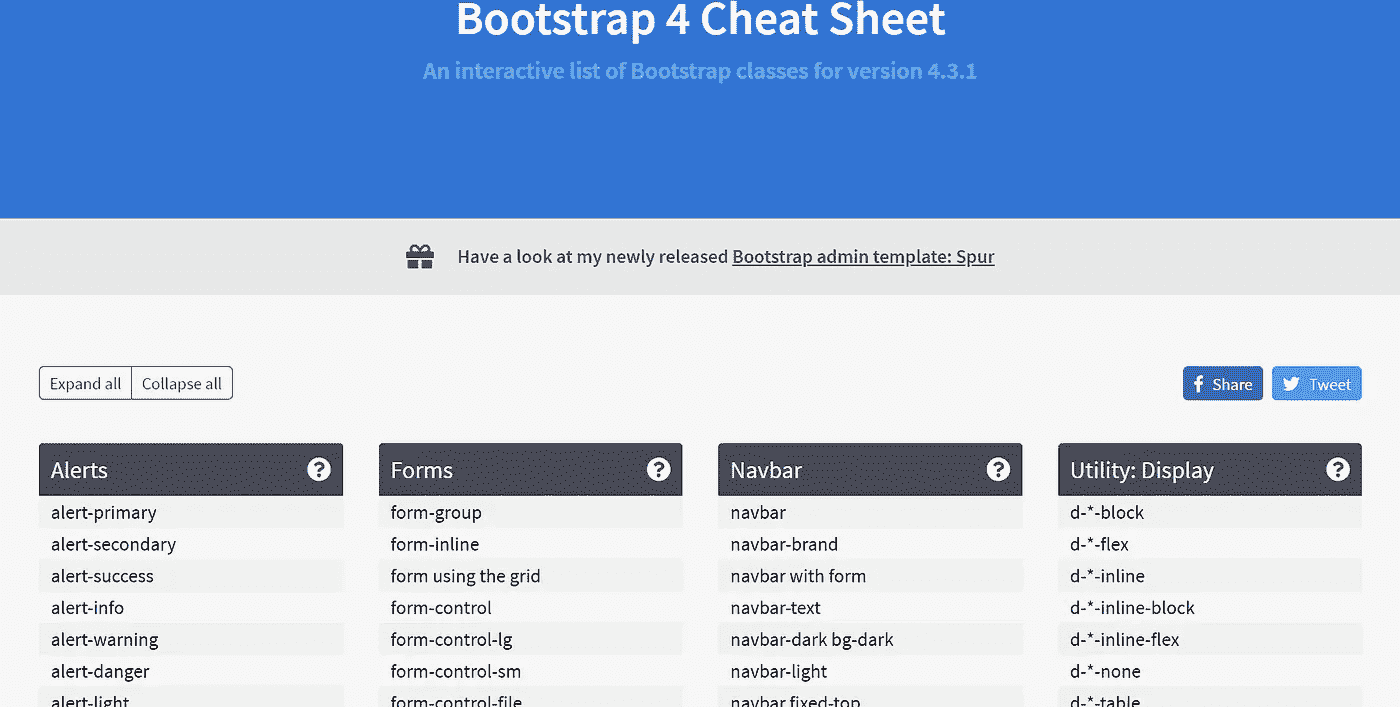 Bootstrap 4 Cheat Sheet
An interactive list of Bootstrap classes for version 4.3.1
Have a look at my newly released Bootstrap admin template: Spur
Expand all
Collapse all
Share
Tweet
Alerts
alert-primary
alert-secondary
alert-success
alert-info
alert-warning
alert-danger
alert-light
Forms
form-group
form-inline
form using the grid
form-control
form-control-lg
form-control-sm
form-control-file
Navbar
navbar
navbar-brand
navbar with form
navbar-text
navbar-dark bg-dark
navbar-light
navbar fixed-top
Utility: Display
d-*-block
d-*-flex
d-*-inline
d-*-inline-block
d-*-inline-flex
d-*-none
d-*-table